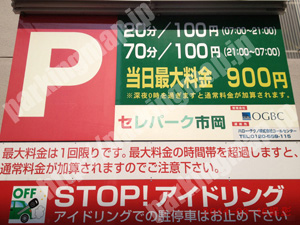 P
20分/100円 (07:00~21:00)
70分/100円 (21:00~07:00)
当日最大料金 900円
※深夜0時を過ぎますと通常料金が加算されます。
セレパーク市岡
OGBC
TEL.0120-508-115
最大料金は1回限りです。最大料金の時間帯を超過しますと、
通常料金が加算されますのでご注意下さい。
OFF
STOP!アイドリング
アイドリングでの駐停車はお止め下さい